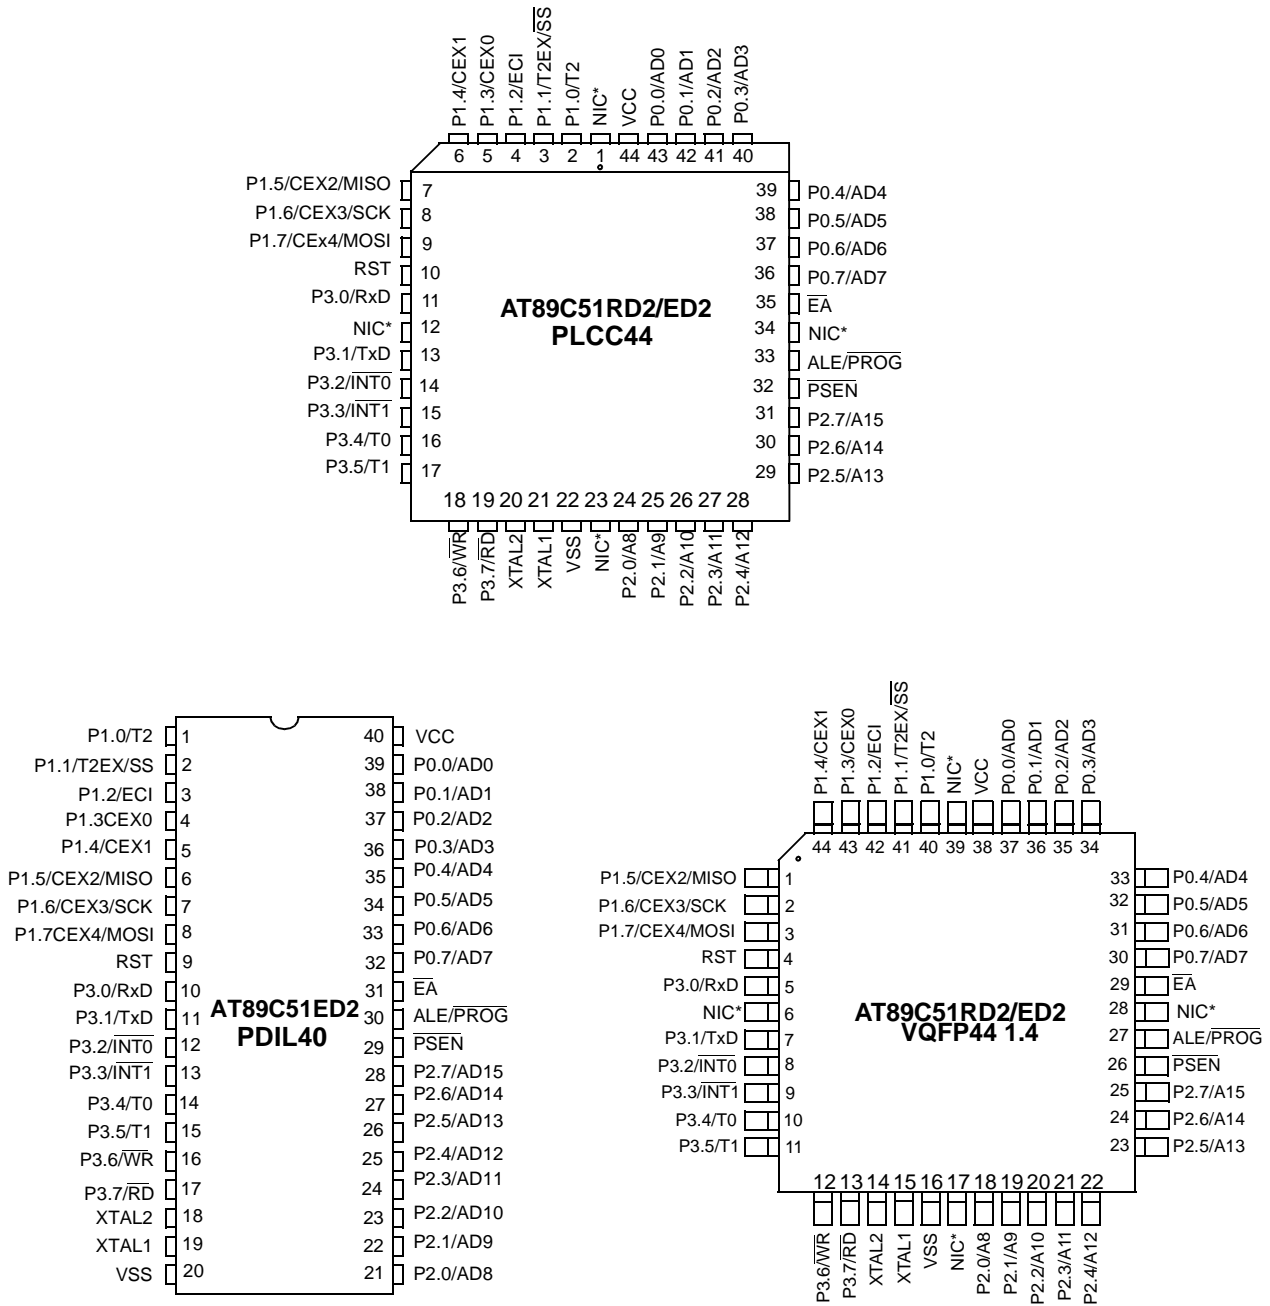 P1.4/CEX1
P1.3/CEX0
P1.2/ECI
P1.1/T2EX/SS
P1.0/T2
NIC*
VCC
P0.0/AD0
P0.1/AD1
P0.2/AD2
P0.3/AD3
6 5 4 3 2 1 44 43 42 41 40
P1.5/CEX2/MISO 7
P1.6/CEX3/SCK 8
P1.7/CEx4/MOSI 9
RST 10
P3.0/RxD 11
NIC* 12
P3.1/TxD 13
P3.2/INT0 14
P3.3/INT1 15
P3.4/T0 16
P3.5/T1 17
AT89C51RD2/ED2
PLCC44
39 P0.4/AD4
38 P0.5/AD5
37 P0.6/AD6
36 P0.7/AD7
35 EA
34 NIC*
33 ALE/PROG
32 PSEN
31 P2.7/A15
30 P2.6/A14
29 P2.5/A13
18 19 20 21 22 23 24 25 26 27 28
P3.6/WR
P3.7/RD
XTAL2
XTAL1
VSS
NIC*
P2.0/A8
P2.1/A9
P2.2/A10
P2.3/A11
P2.4/A12
P1.0/T2 1
P1.1/T2EX/SS 2
P1.2/ECI 3
P1.3CEX0 4
P1.4/CEX1 5
P1.5/CEX2/MISO 6
P1.6/CEX3/SCK 7
P1.7CEX4/MOSI 8
RST 9
P3.0/RxD 10
P3.1/TxD 11
P3.2/INT0 12
P3.3/INT1 13
P3.4/T0 14
P3.5/T1 15
P3.6/WR 16
P3.7/RD 17
XTAL2 18
XTAL1 19
VSS 20
AT89C51ED2
PDIL40
40 VCC
39 P0.0/AD0
38 P0.1/AD1
37 P0.2/AD2
36 P0.3/AD3
35 P0.4/AD4
34 P0.5/AD5
33 P0.6/AD6
32 P0.7/AD7
31 EA
30 ALE/PROG
29 PSEN
28 P2.7/AD15
27 P2.6/AD14
26 P2.5/AD13
25 P2.4/AD12
24 P2.3/AD11
23 P2.2/AD10
22 P2.1/AD9
21 P2.0/AD8
P1.4/CEX1
P1.3/CEX0
P1.2/ECI
P1.1/T2EX/SS
P1.0/T2
NIC*
VCC
P0.0/AD0
P0.1/AD1
P0.2/AD2
P0.3/AD3
44 43 42 41 40 39 38 37 36 35 34
P1.5/CEX2/MISO 1
P1.6/CEX3/SCK 2
P1.7/CEX4/MOSI 3
RST 4
P3.0/RxD 5
NIC* 6
P3.1/TxD 7
P3.2/INT0 8
P3.3/INT1 9
P3.4/T0 10
P3.5/T1 11
AT89C51RD2/ED2
VQFP44 1.4
33 P0.4/AD4
32 P0.5/AD5
31 P0.6/AD6
30 P0.7/AD7
29 EA
28 NIC*
27 ALE/PROG
26 PSEN
25 P2.7/A15
24 P2.6/A14
23 P2.5/A13
12 13 14 15 16 17 18 19 20 21 22
P3.6/WR
P3.7/RD
XTAL2
XTAL1
VSS
NIC*
P2.0/A8
P2.1/A9
P2.2/A10
P2.3/A11
P2.4/A12